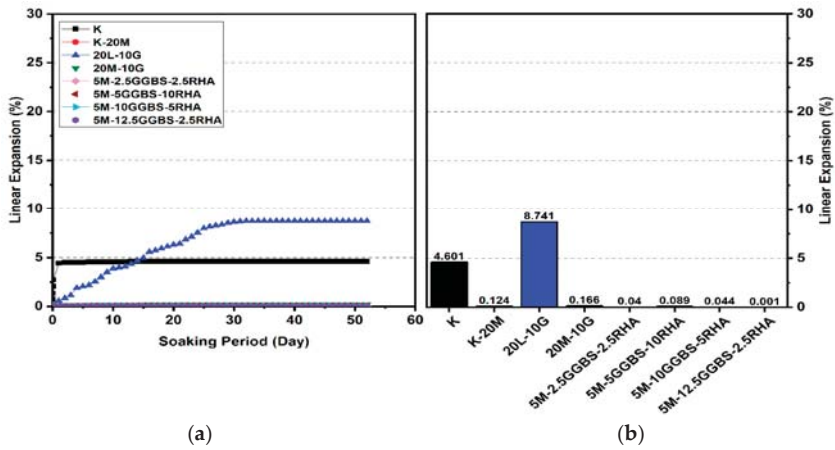 30
25
20
15
10
5
0
Linear Expansion (%)
K
K-20M
20L-10G
20M-10G
5M-2.5GGBS-2.5RHA
5M-5GGBS-10RHA
5M-10GGBS-5RHA
5M-12.5GGBS-2.5RHA
0 10 20 30 40 50 60
Soaking Period (Day)
(a)
4.601
0.124
8.741
0.166
0.04
0.089
0.044
0.001
K
K-20M
20L-10G
20M-10G
5M-2.5GGBS-2.5RHA
5M-5GGBS-10RHA
5M-10GGBS-5RHA
5M-12.5GGBS-2.5RHA
30
25
20
15
10
5
0
Linear Expansion (%)
(b)